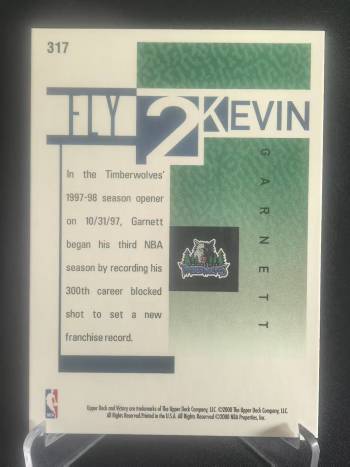 317
FLY 2 KEVIN
GARNETT
In the Timberwolves'
1997-98 season opener
on 10/31/97, Garnett
began his third NBA
season by recording his
300th career blocked
shot to set a new
franchise record.
Upper Deck and Victory are trademarks of The Upper Deck Company, LLC. ©2000 The Upper Deck Company, LLC.
All Rights Reserved.Printed in the U.S.A. All Rights Reserved ©2000 NBA Properties, Inc.